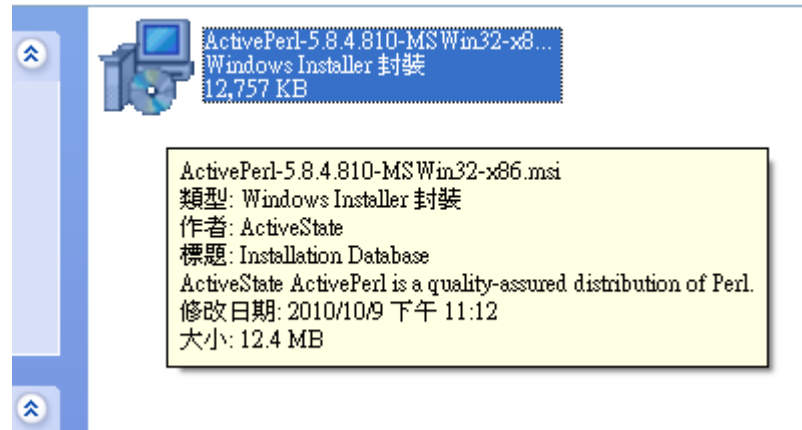 ActivePerl-5.8.4.810-MSWin32-x8...
Windows Installer 封裝
12,757 KB
ActivePerl-5.8.4.810-MSWin32-x86.msi
類型: Windows Installer 封裝
作者: ActiveState
標題: Installation Database
ActiveState ActivePerl is a quality-assured distribution of Perl.
修改日期: 2010/10/9 下午 11:12
大小: 12.4 MB